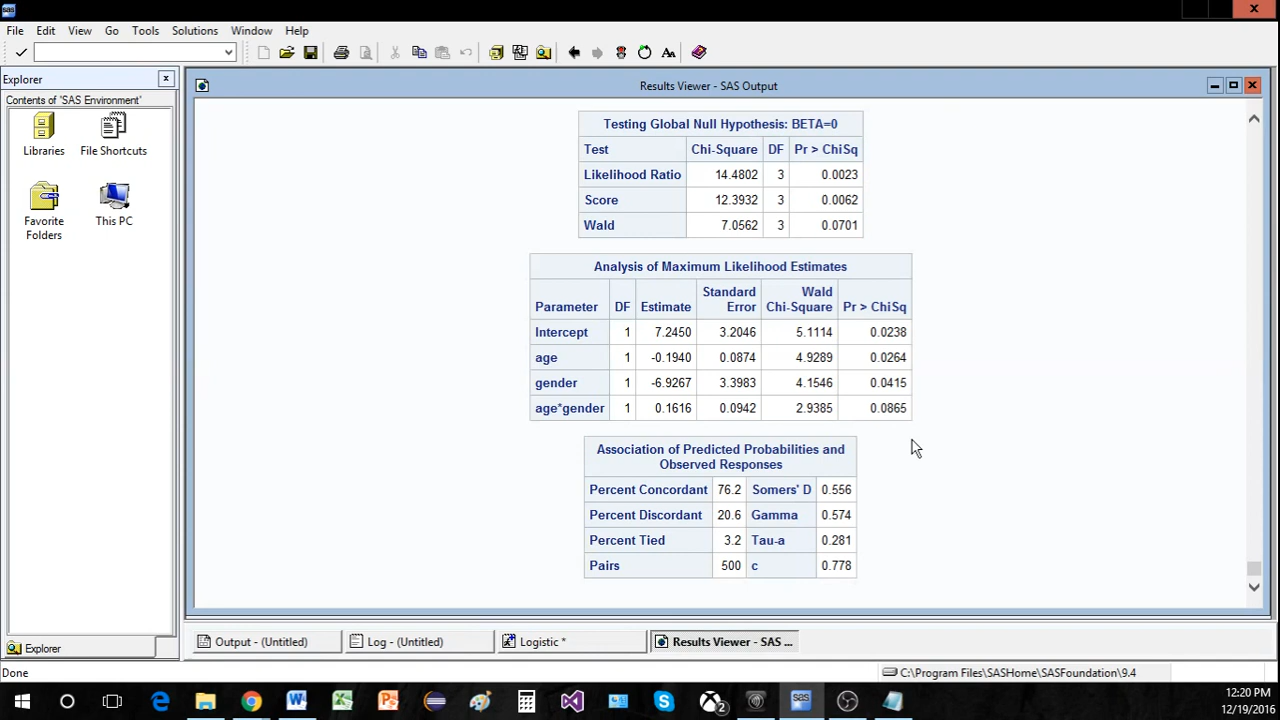 File Edit View Go Tools Solutions Window Help
Explorer
Contents of 'SAS Environment'
Libraries File Shortcuts
Favorite Folders This PC
Results Viewer - SAS Output
Testing Global Null Hypothesis: BETA=0
Test Chi-Square DF Pr > ChiSq
Likelihood Ratio 14.4802 3 0.0023
Score 12.3932 3 0.0062
Wald 7.0562 3 0.0701
Analysis of Maximum Likelihood Estimates
Parameter DF Estimate Standard Error Wald Chi-Square Pr > ChiSq
Intercept 1 7.2450 3.2046 5.1114 0.0238
age 1 -0.1940 0.0874 4.9289 0.0264
gender 1 -6.9267 3.3983 4.1546 0.0415
age*gender 1 0.1616 0.0942 2.9385 0.0865
Association of Predicted Probabilities and
Observed Responses
Percent Concordant 76.2 Somers' D 0.556
Percent Discordant 20.6 Gamma 0.574
Percent Tied 3.2 Tau-a 0.281
Pairs 500 c 0.778
Explorer
Output - (Untitled) Log - (Untitled) Logistic * Results Viewer - SAS ...
Done
C:\Program Files\SASHome\SASFoundation\9.4
12:20 PM
12/19/2016